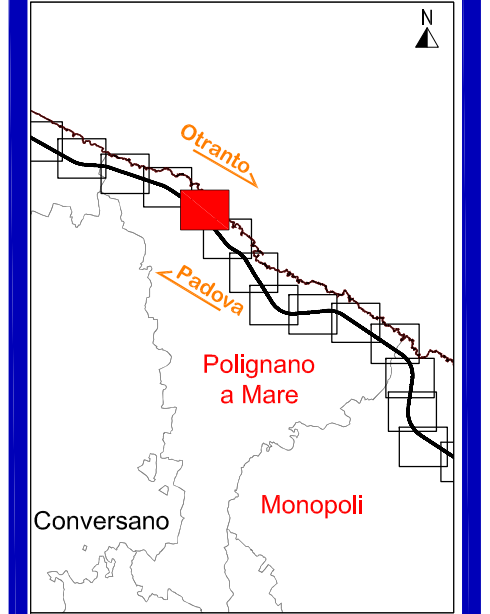 N
Otranto
Padova
Polignano
a Mare
Monopoli
Conversano